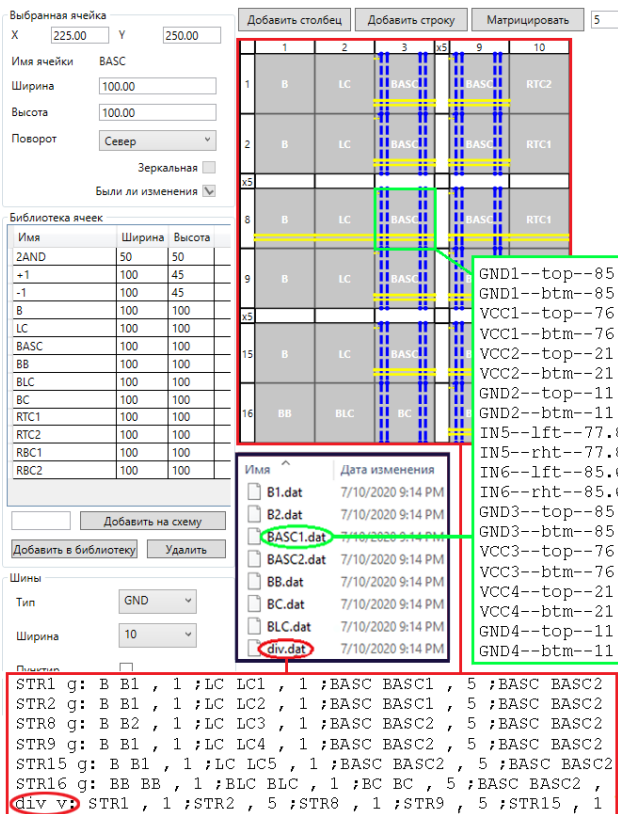 Выбранная ячейка
X 225.00 Y 250.00
Имя ячейки BASC
Ширина 100.00
Высота 100.00
Поворот Север
Зеркальная
Были ли изменения
Библиотека ячеек
Имя Ширина Высота
2AND 50 50
+1 100 45
-1 100 45
B 100 100
LC 100 100
BASC 100 100
BB 100 100
BLC 100 100
BC 100 100
RTC1 100 100
RTC2 100 100
RBC1 100 100
RBC2 100 100
Добавить на схему
Добавить в библиотеку Удалить
Шины
Тип GND
Ширина 10
Пунктир
Добавить столбец Добавить строку Матрицировать 5
1 2 3 x5 9 10
1 B LC BASC BASC RTC2
2 B LC BASC BASC RTC1
x5
8 B LC BASC BASC RTC1
9 B LC BASC
x5
15 B LC BASC
16 BB BLC BC
Имя Дата изменения
B1.dat 7/10/2020 9:14 PM
B2.dat 7/10/2020 9:14 PM
BASC1.dat 7/10/2020 9:14 PM
BASC2.dat 7/10/2020 9:14 PM
BB.dat 7/10/2020 9:14 PM
BC.dat 7/10/2020 9:14 PM
BLC.dat 7/10/2020 9:14 PM
div.dat 7/10/2020 9:14 PM
GND1--top--85
GND1--btm--85
VCC1--top--76
VCC1--btm--76
VCC2--top--21
VCC2--btm--21
GND2--top--11
GND2--btm--11
IN5--lft--77.8
IN5--rht--77.8
IN6--lft--85.6
IN6--rht--85.6
GND3--top--85
GND3--btm--85
VCC3--top--76
VCC3--btm--76
VCC4--top--21
VCC4--btm--21
GND4--top--11
GND4--btm--11
STR1 g: B B1 , 1 ;LC LC1 , 1 ;BASC BASC1 , 5 ;BASC BASC2
STR2 g: B B1 , 1 ;LC LC2 , 1 ;BASC BASC1 , 5 ;BASC BASC2
STR8 g: B B2 , 1 ;LC LC3 , 1 ;BASC BASC2 , 5 ;BASC BASC2
STR9 g: B B1 , 1 ;LC LC4 , 1 ;BASC BASC2 , 5 ;BASC BASC2
STR15 g: B B1 , 1 ;LC LC5 , 1 ;BASC BASC2 , 5 ;BASC BASC2
STR16 g: BB BB , 1 ;BLC BLC , 1 ;BC BC , 5 ;BASC BASC2 ,
div v: STR1 , 1 ;STR2 , 5 ;STR8 , 1 ;STR9 , 5 ;STR15 , 1